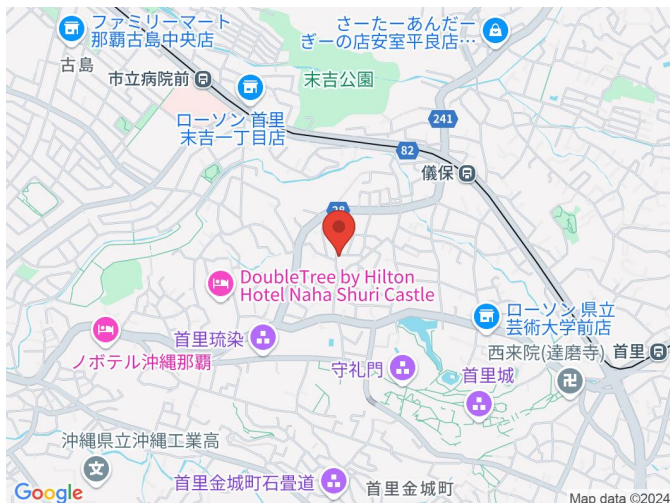 ファミリーマート
那覇古島中央店
さーたーあんだー
ぎーの店安室平良店…
古島
市立病院前
末吉公園
ローソン 首里
末吉一丁目店
241
82
儀保
28
DoubleTree by Hilton
Hotel Naha Shuri Castle
ローソン 県立
芸術大学前店
首里琉染
ノボテル沖縄那覇
守礼門
首里城
西来院(達磨寺)
首里
沖縄県立沖縄工業高
首里金城町石畳道
首里金城町
Google
Map data ©2024